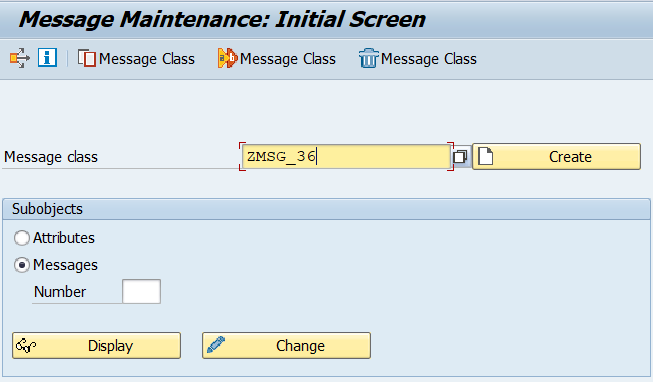 Message Maintenance: Initial Screen
Message Class Message Class Message Class
Message class ZMSG_36 Create
Subobjects
Attributes
Messages
Number
Display Change